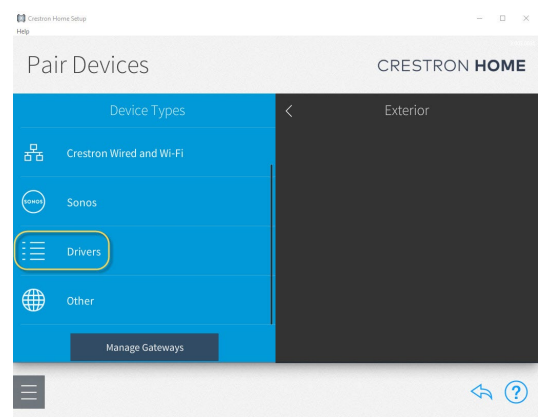 Crestron Home Setup
Help
Pair Devices
CRESTRON HOME
Device Types
Exterior
Crestron Wired and Wi-Fi
SONOS
Sonos
Drivers
Other
Manage Gateways
?